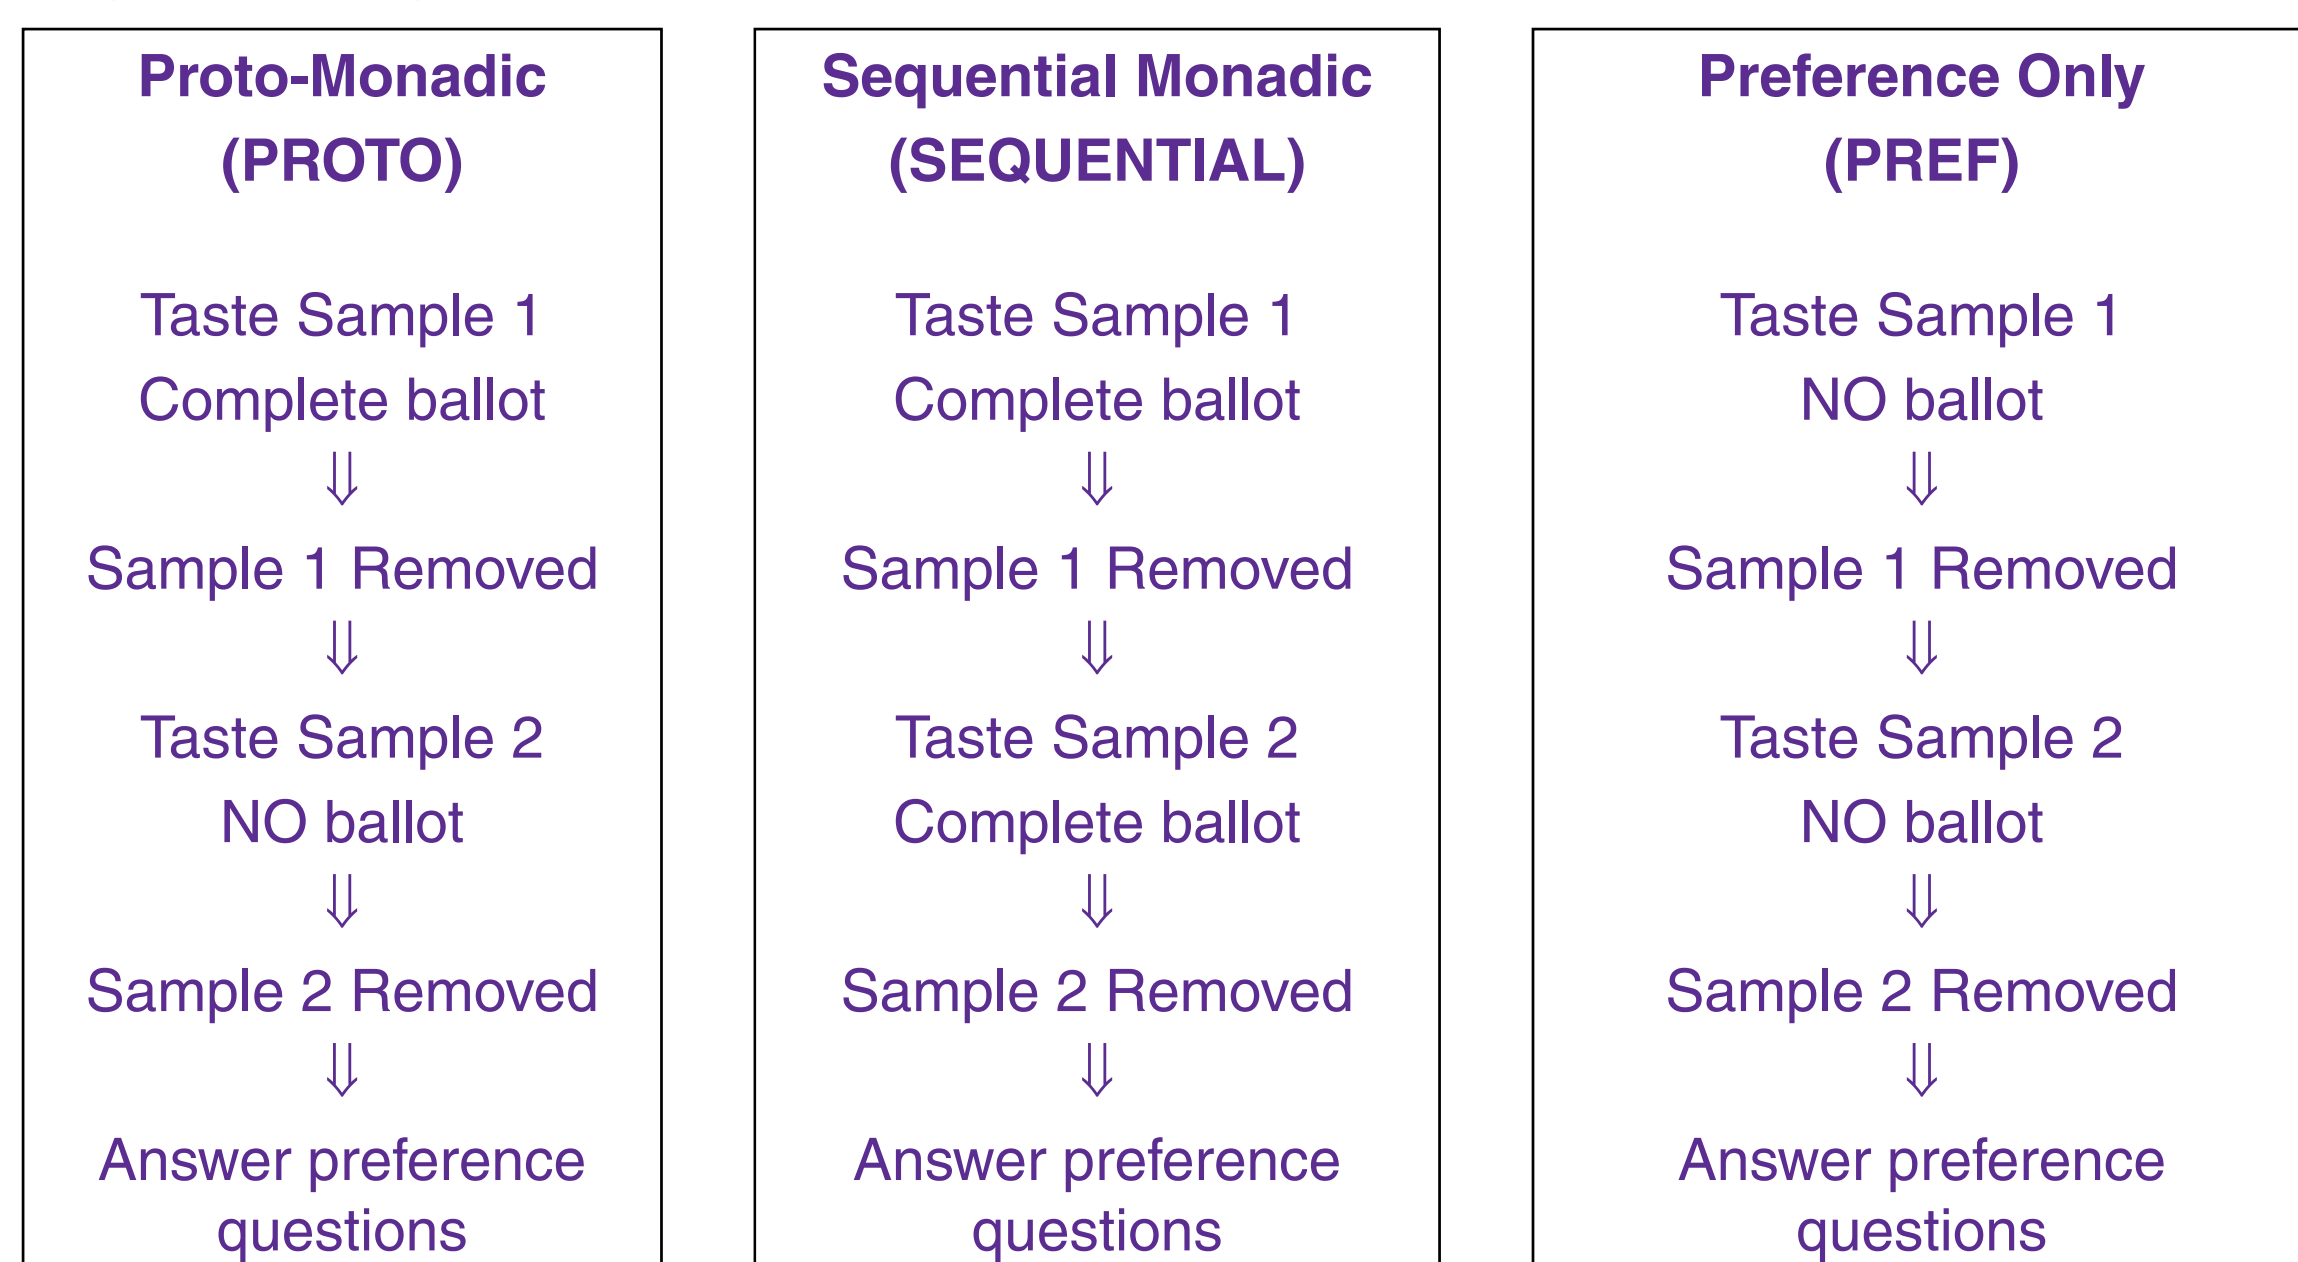 Proto-Monadic
(PROTO)
Taste Sample 1
Complete ballot
⇓
Sample 1 Removed
⇓
Taste Sample 2
NO ballot
⇓
Sample 2 Removed
⇓
Answer preference
questions
Sequential Monadic
(SEQUENTIAL)
Taste Sample 1
Complete ballot
⇓
Sample 1 Removed
⇓
Taste Sample 2
Complete ballot
⇓
Sample 2 Removed
⇓
Answer preference
questions
Preference Only
(PREF)
Taste Sample 1
NO ballot
⇓
Sample 1 Removed
⇓
Taste Sample 2
NO ballot
⇓
Sample 2 Removed
⇓
Answer preference
questions